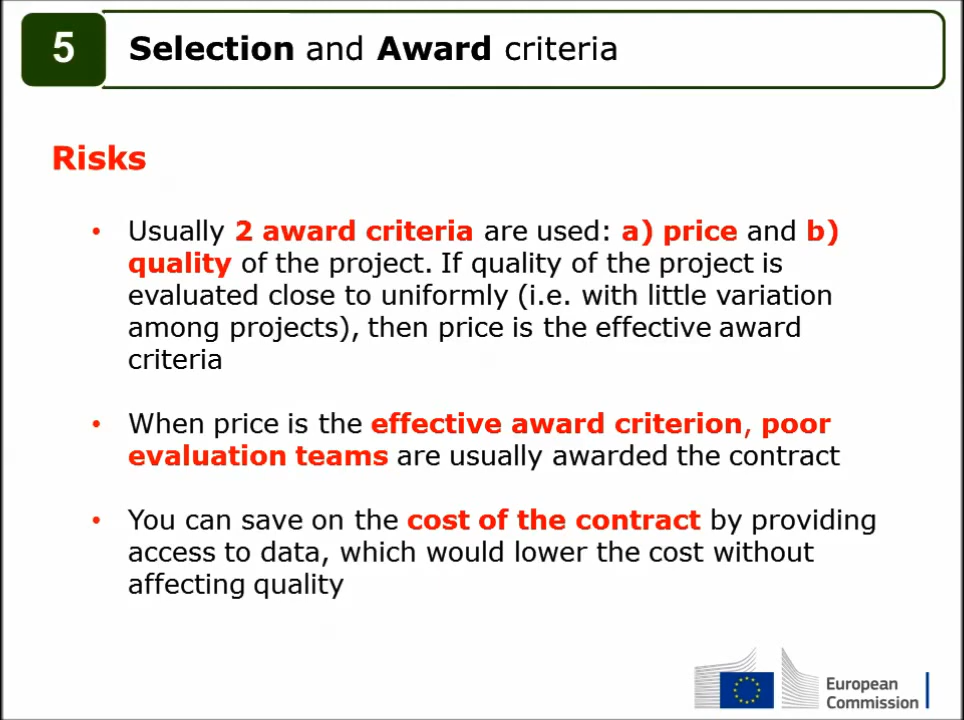 5
Selection and Award criteria
Risks
• Usually 2 award criteria are used: a) price and b)
quality of the project. If quality of the project is
evaluated close to uniformly (i.e. with little variation
among projects), then price is the effective award
criteria
• When price is the effective award criterion, poor
evaluation teams are usually awarded the contract
• You can save on the cost of the contract by providing
access to data, which would lower the cost without
affecting quality
European
Commission